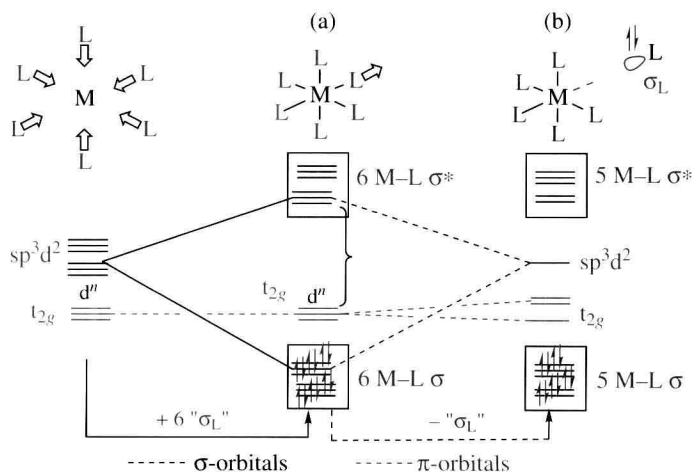 (a) (b)
L L L
L L L L L L L
M M M σL
L L L L L L
L L L
6 M–L σ* 5 M–L σ*
sp³d² sp³d²
dⁿ t2g dⁿ
t2g t2g
6 M–L σ 5 M–L σ
+ 6 "σL" – "σL"
σ-orbitals π-orbitals